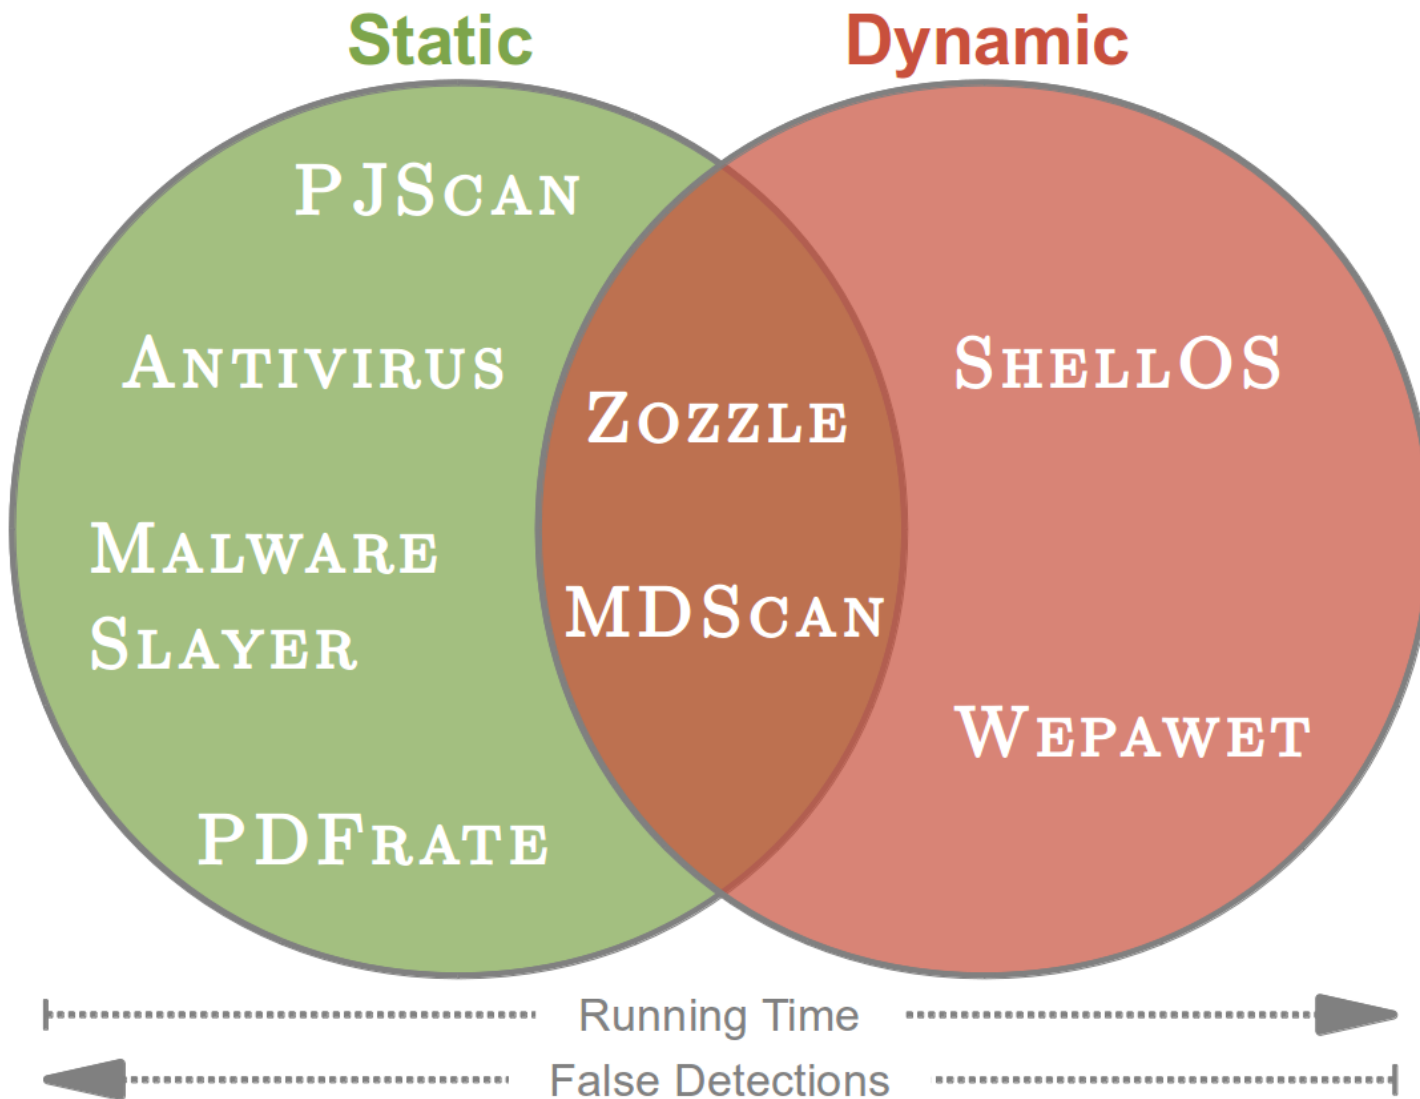 Static
Dynamic
PJScan
Antivirus
Malware
Slayer
PDFrate
Zozzle
MDScan
ShellOS
Wepawet
Running Time
False Detections